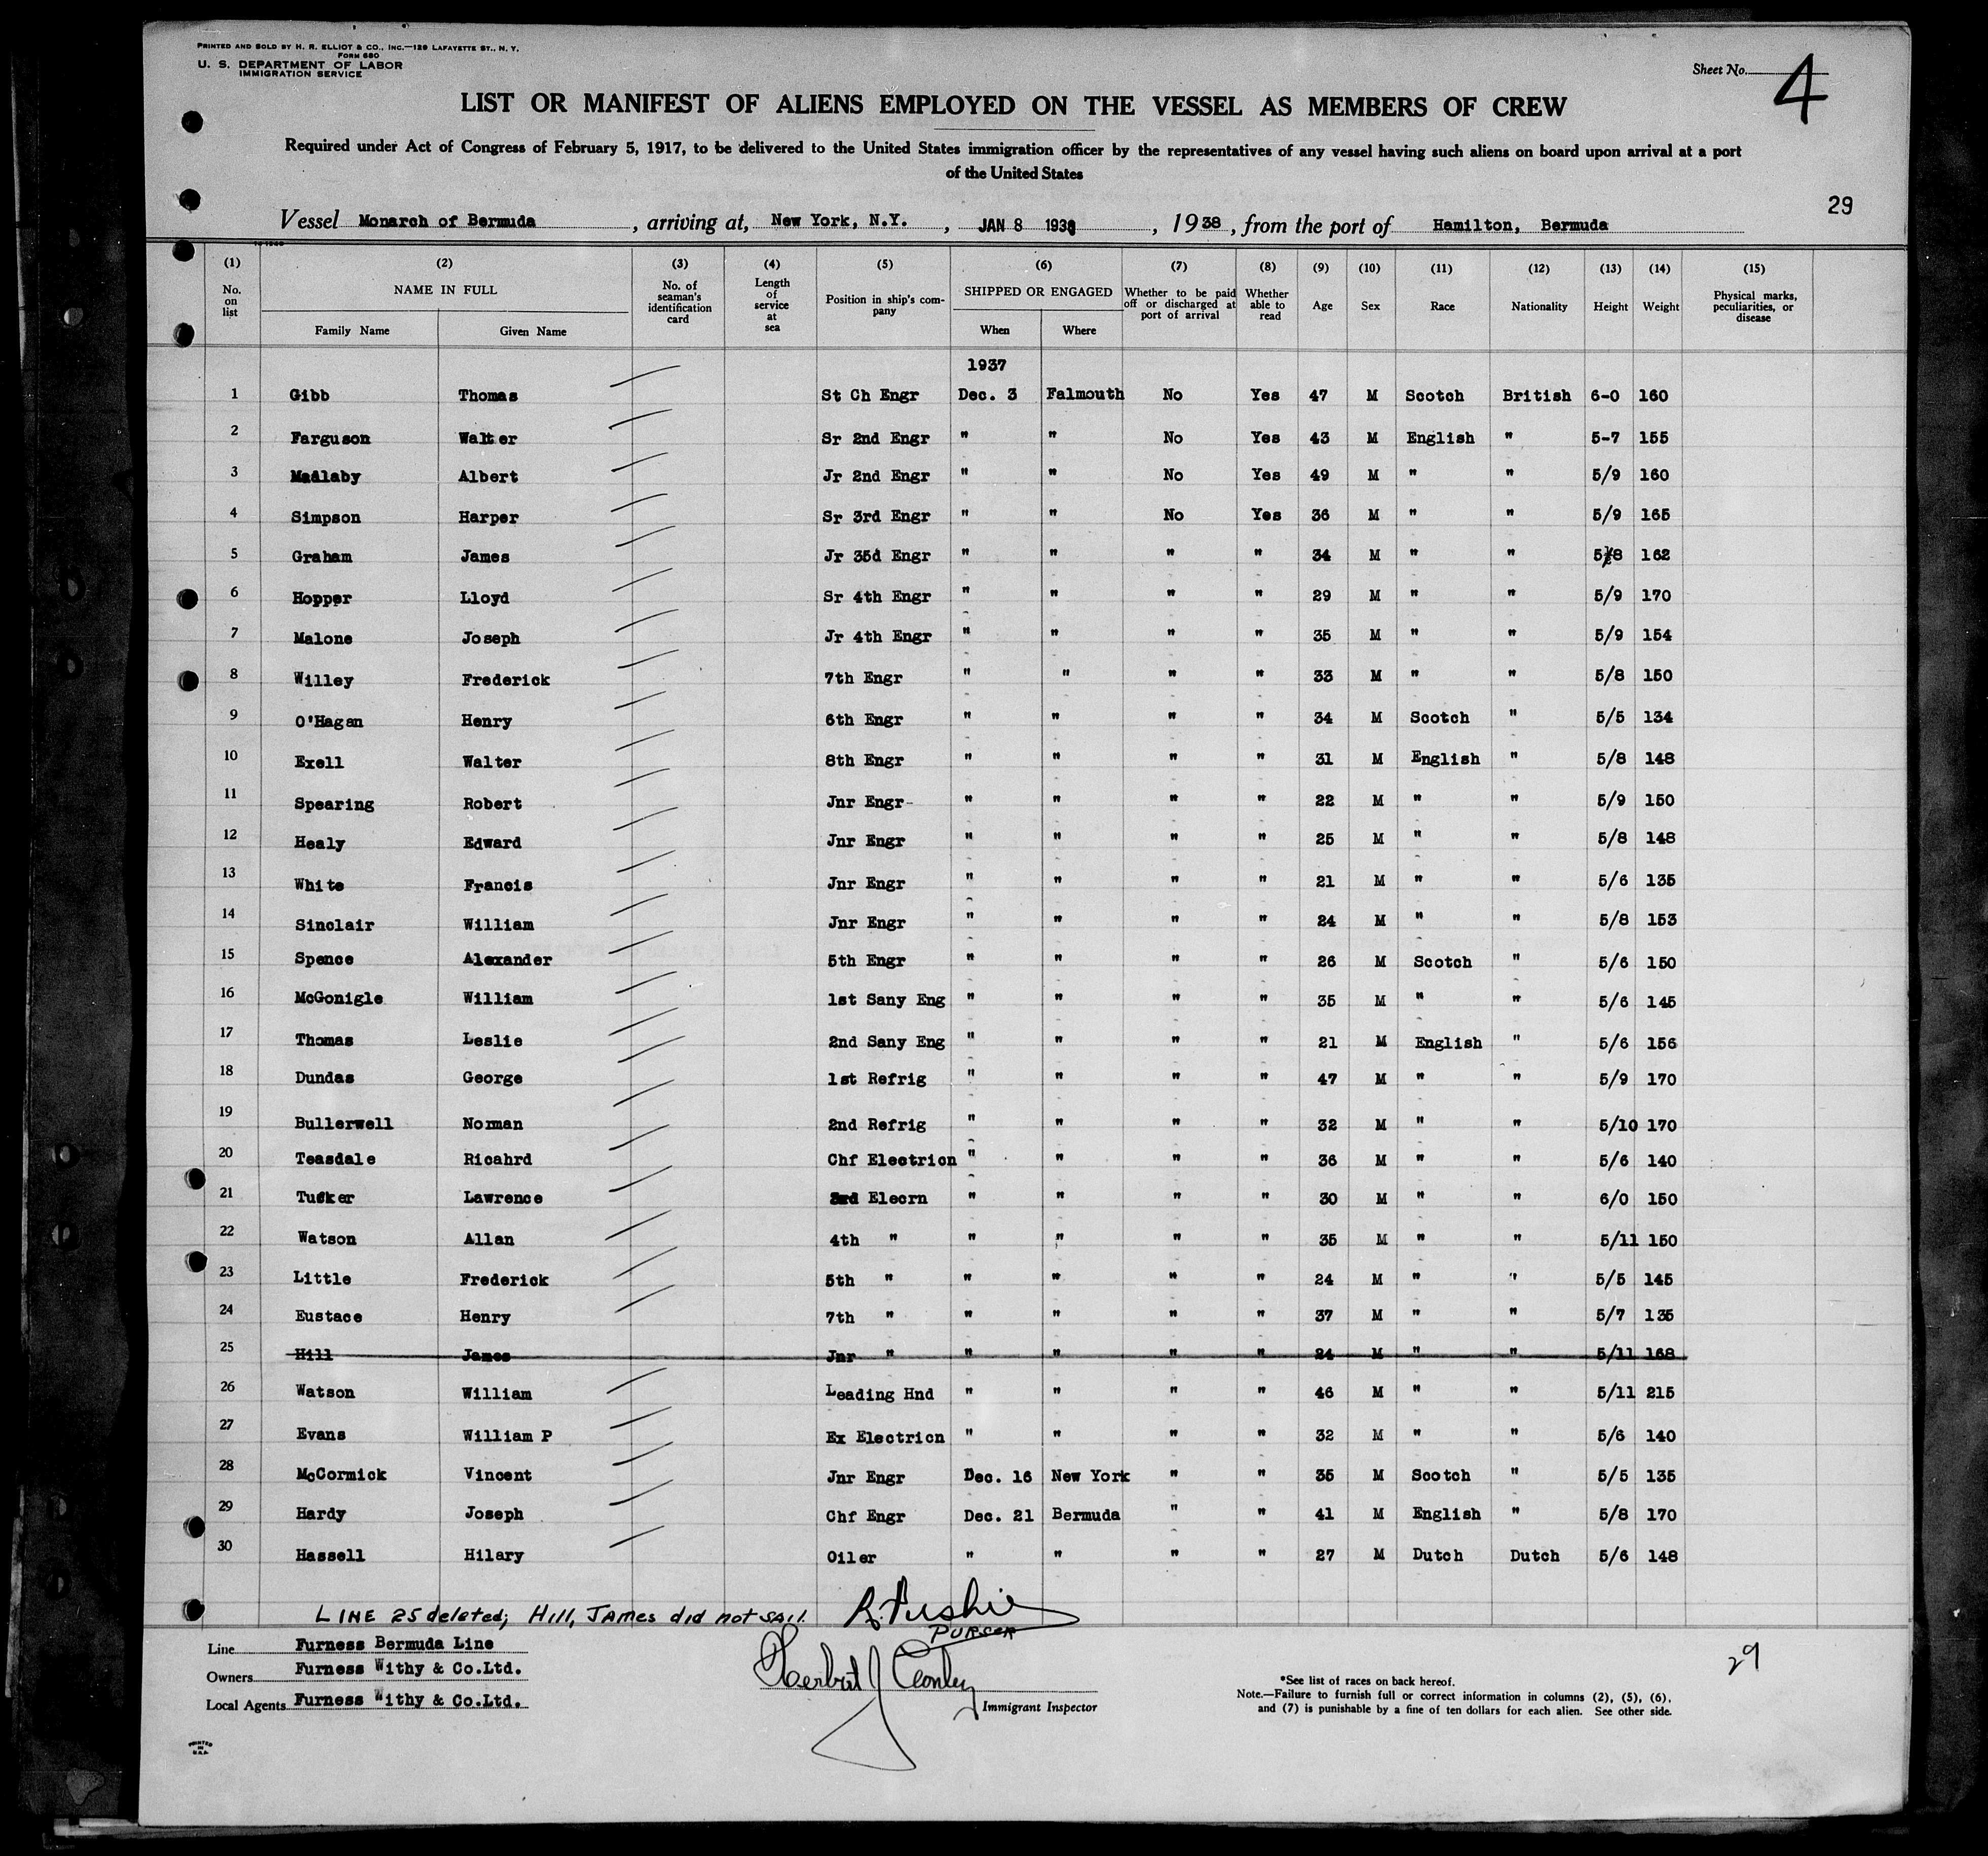 PRINTED AND SOLD BY H. R. ELLIOT & CO., INC.—129 LAFAYETTE ST., N. Y.
FORM 680
U. S. DEPARTMENT OF LABOR
IMMIGRATION SERVICE
Sheet No. 4
LIST OR MANIFEST OF ALIENS EMPLOYED ON THE VESSEL AS MEMBERS OF CREW
Required under Act of Congress of February 5, 1917, to be delivered to the United States immigration officer by the representatives of any vessel having such aliens on board upon arrival at a port
of the United States
29
Vessel Monarch of Bermuda, arriving at, New York, N.Y., JAN 8 1938, 1938, from the port of Hamilton, Bermuda
(1) (2) (3) (4) (5) (6) (7) (8) (9) (10) (11) (12) (13) (14) (15)
No. on list NAME IN FULL Family Name Given Name No. of seaman's identification card Length of service at sea Position in ship's company SHIPPED OR ENGAGED When Where Whether to be paid off or discharged at port of arrival Whether able to read Age Sex Race Nationality Height Weight Physical marks, peculiarities, or disease
1937
1 Gibb Thomas St Ch Engr Dec. 3 Falmouth No Yes 47 M Scotch British 6-0 160
2 Farguson Walter Sr 2nd Engr " " No Yes 43 M English " 5-7 155
3 Madlaby Albert Jr 2nd Engr " " No Yes 49 M " " 5/9 160
4 Simpson Harper Sr 3rd Engr " " No Yes 36 M " " 5/9 165
5 Graham James Jr 35d Engr " " " " 34 M " " 5/8 162
6 Hopper Lloyd Sr 4th Engr " " " " 29 M " " 5/9 170
7 Malone Joseph Jr 4th Engr " " " " 35 M " " 5/9 154
8 Willey Frederick 7th Engr " " " " 33 M " " 5/8 150
9 O'Hagan Henry 6th Engr " " " " 34 M Scotch " 5/5 134
10 Exell Walter 8th Engr " " " " 31 M English " 5/8 148
11 Spearing Robert Jnr Engr- " " " " 22 M " " 5/9 150
12 Healy Edward Jnr Engr " " " " 25 M " " 5/8 148
13 White Francis Jnr Engr " " " " 21 M " " 5/6 135
14 Sinclair William Jnr Engr " " " " 24 M " " 5/8 153
15 Spence Alexander 5th Engr " " " " 26 M Scotch " 5/6 150
16 McGonigle William 1st Sany Eng " " " " 35 M " " 5/6 145
17 Thomas Leslie 2nd Sany Eng " " " " 21 M English " 5/6 156
18 Dundas George 1st Refrig " " " " 47 M " " 5/9 170
19 Bullerwell Norman 2nd Refrig " " " " 32 M " " 5/10 170
20 Teasdale Ricahrd Chf Electricn " " " " 36 M " " 5/6 140
21 Tucker Lawrence 3rd Elecrn " " " " 30 M " " 6/0 150
22 Watson Allan 4th " " " " " 35 M " " 5/11 150
23 Little Frederick 5th " " " " " 24 M " " 5/5 145
24 Eustace Henry 7th " " " " " 37 M " " 5/7 135
25 Hill James Jnr " " " " " 24 M " " 5/11 168
26 Watson William Leading Hnd " " " " 46 M " " 5/11 215
27 Evans William P Ex Electricn " " " " 32 M " " 5/6 140
28 McCormick Vincent Jnr Engr Dec. 16 New York " " 35 M Scotch " 5/5 135
29 Hardy Joseph Chf Engr Dec. 21 Bermuda " " 41 M English " 5/8 170
30 Hassell Hilary Oiler " " " " 27 M Dutch Dutch 5/6 148
LINE 25 deleted; Hill, JAmes did not sail.
PURSER
Line Furness Bermuda Line
Owners Furness Withy & Co.Ltd.
Local Agents Furness Withy & Co.Ltd.
Herbert J Conley
Immigrant Inspector
29
*See list of races on back hereof.
Note.—Failure to furnish full or correct information in columns (2), (5), (6),
and (7) is punishable by a fine of ten dollars for each alien. See other side.
PRINTED
IN
U.S.A.